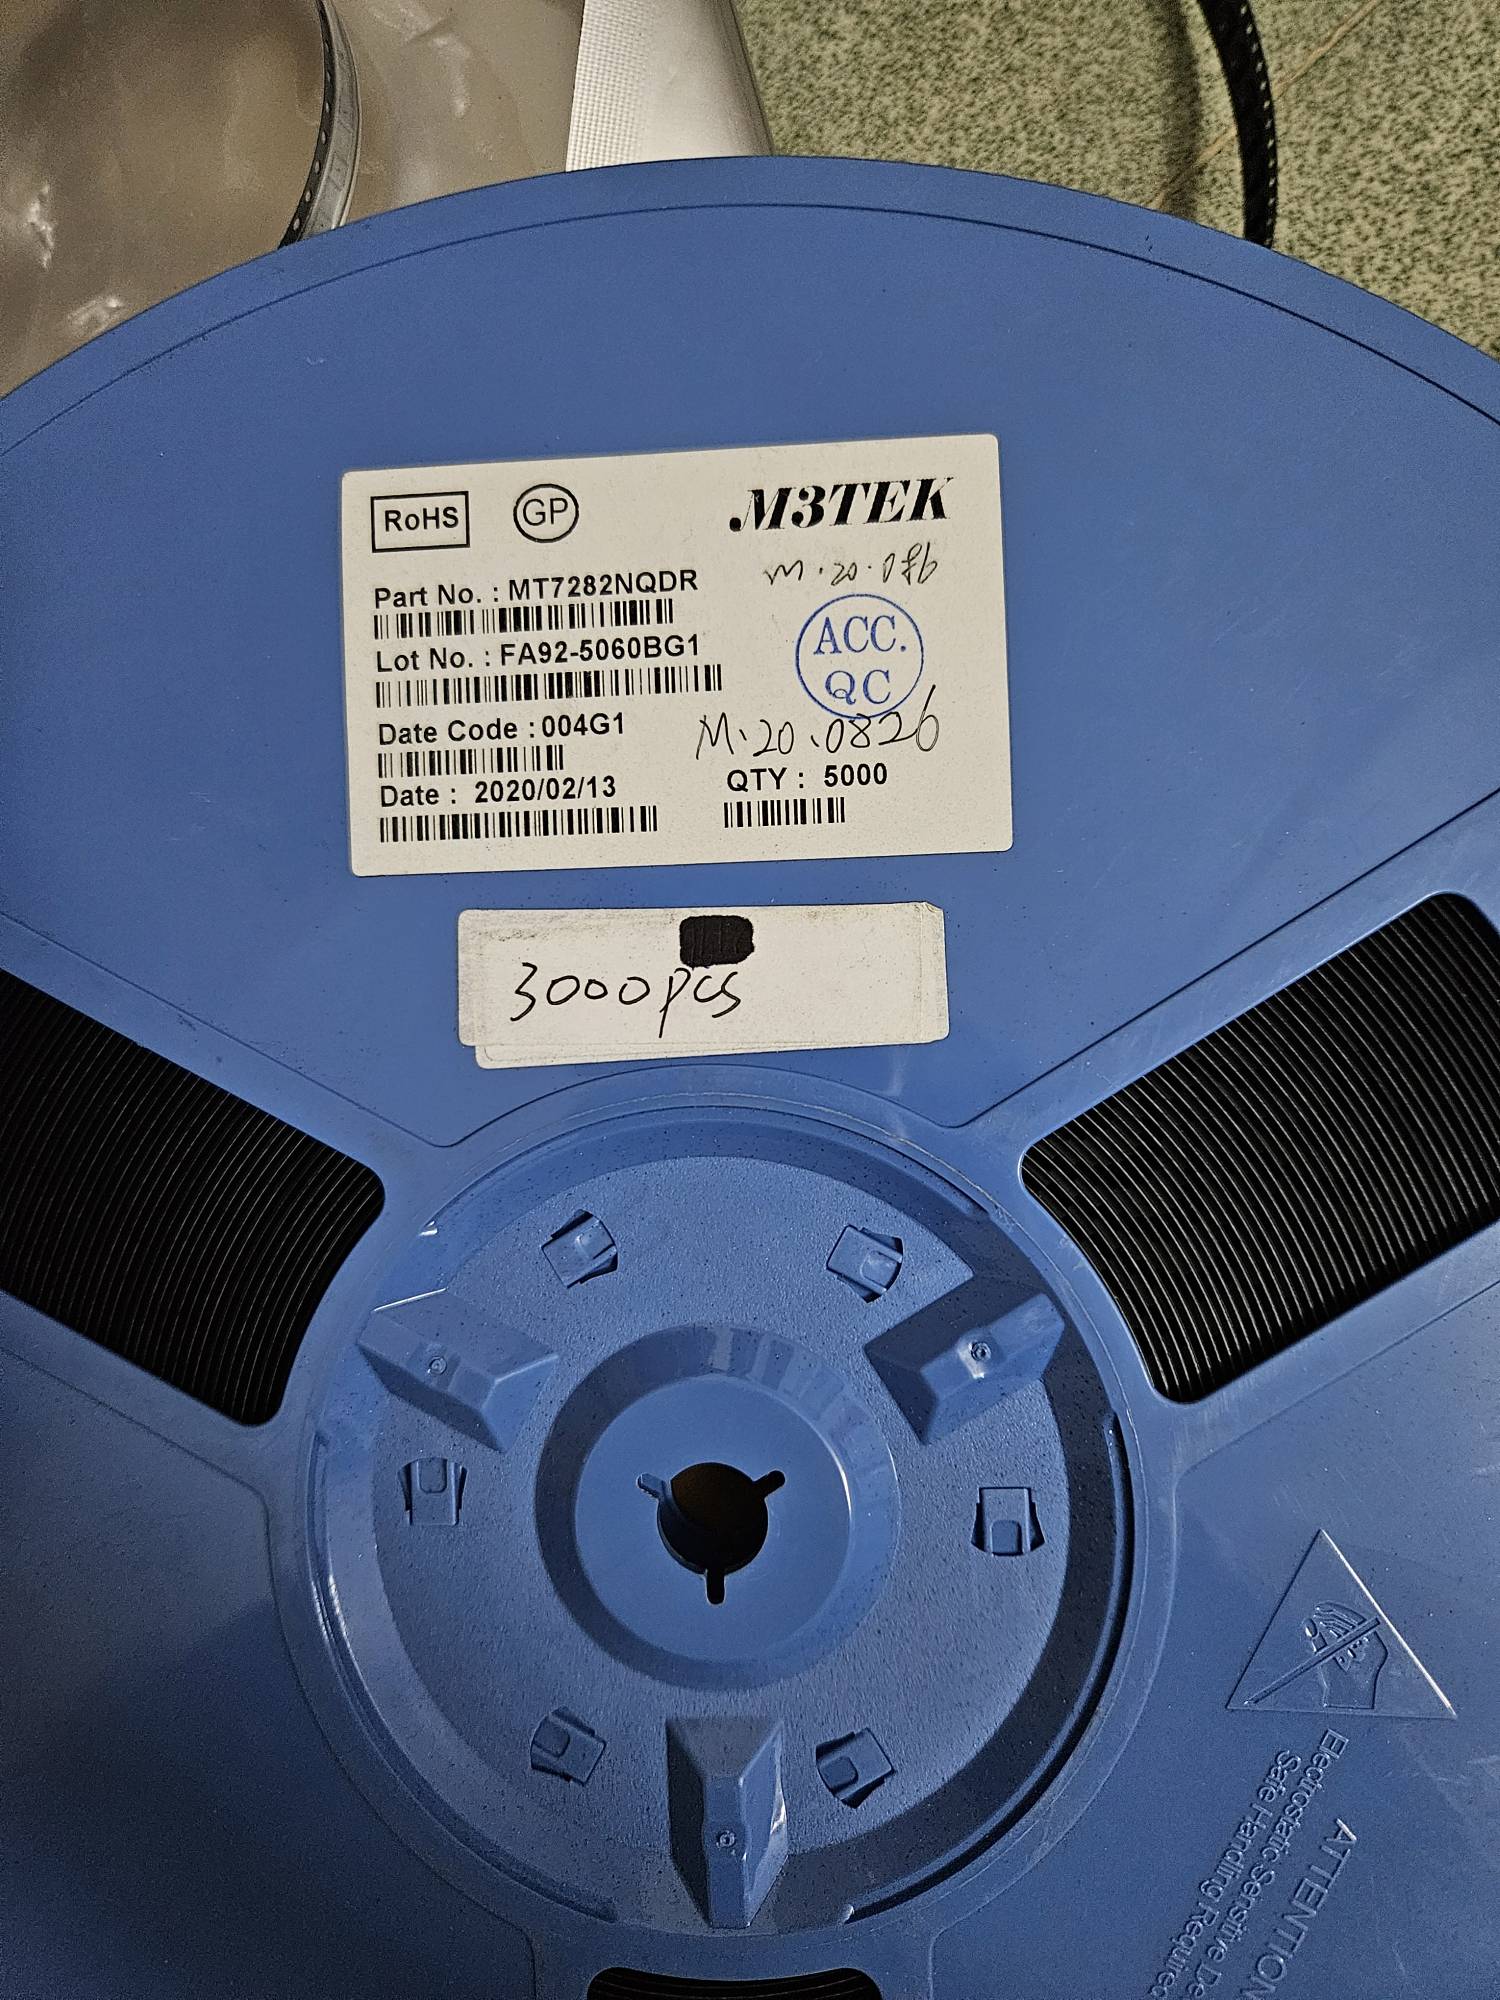 RoHS GP M3TEK
Part No. : MT7282NQDR
Lot No. : FA92-5060BG1
ACC.
QC
Date Code : 004G1
M.20.0826
Date : 2020/02/13
QTY : 5000
3000pcs
ATTENTION
Electrostatic Sensitive De
Safe Handling Required